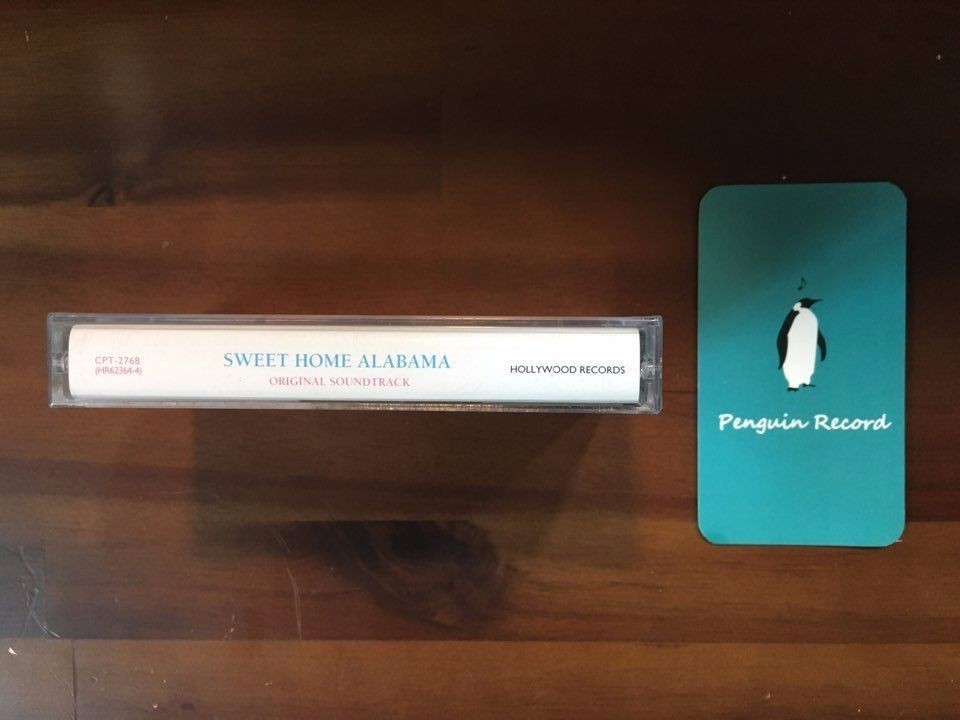 CPT-2768
(HR62364-4)
SWEET HOME ALABAMA
ORIGINAL SOUNDTRACK
HOLLYWOOD RECORDS
Penguin Record